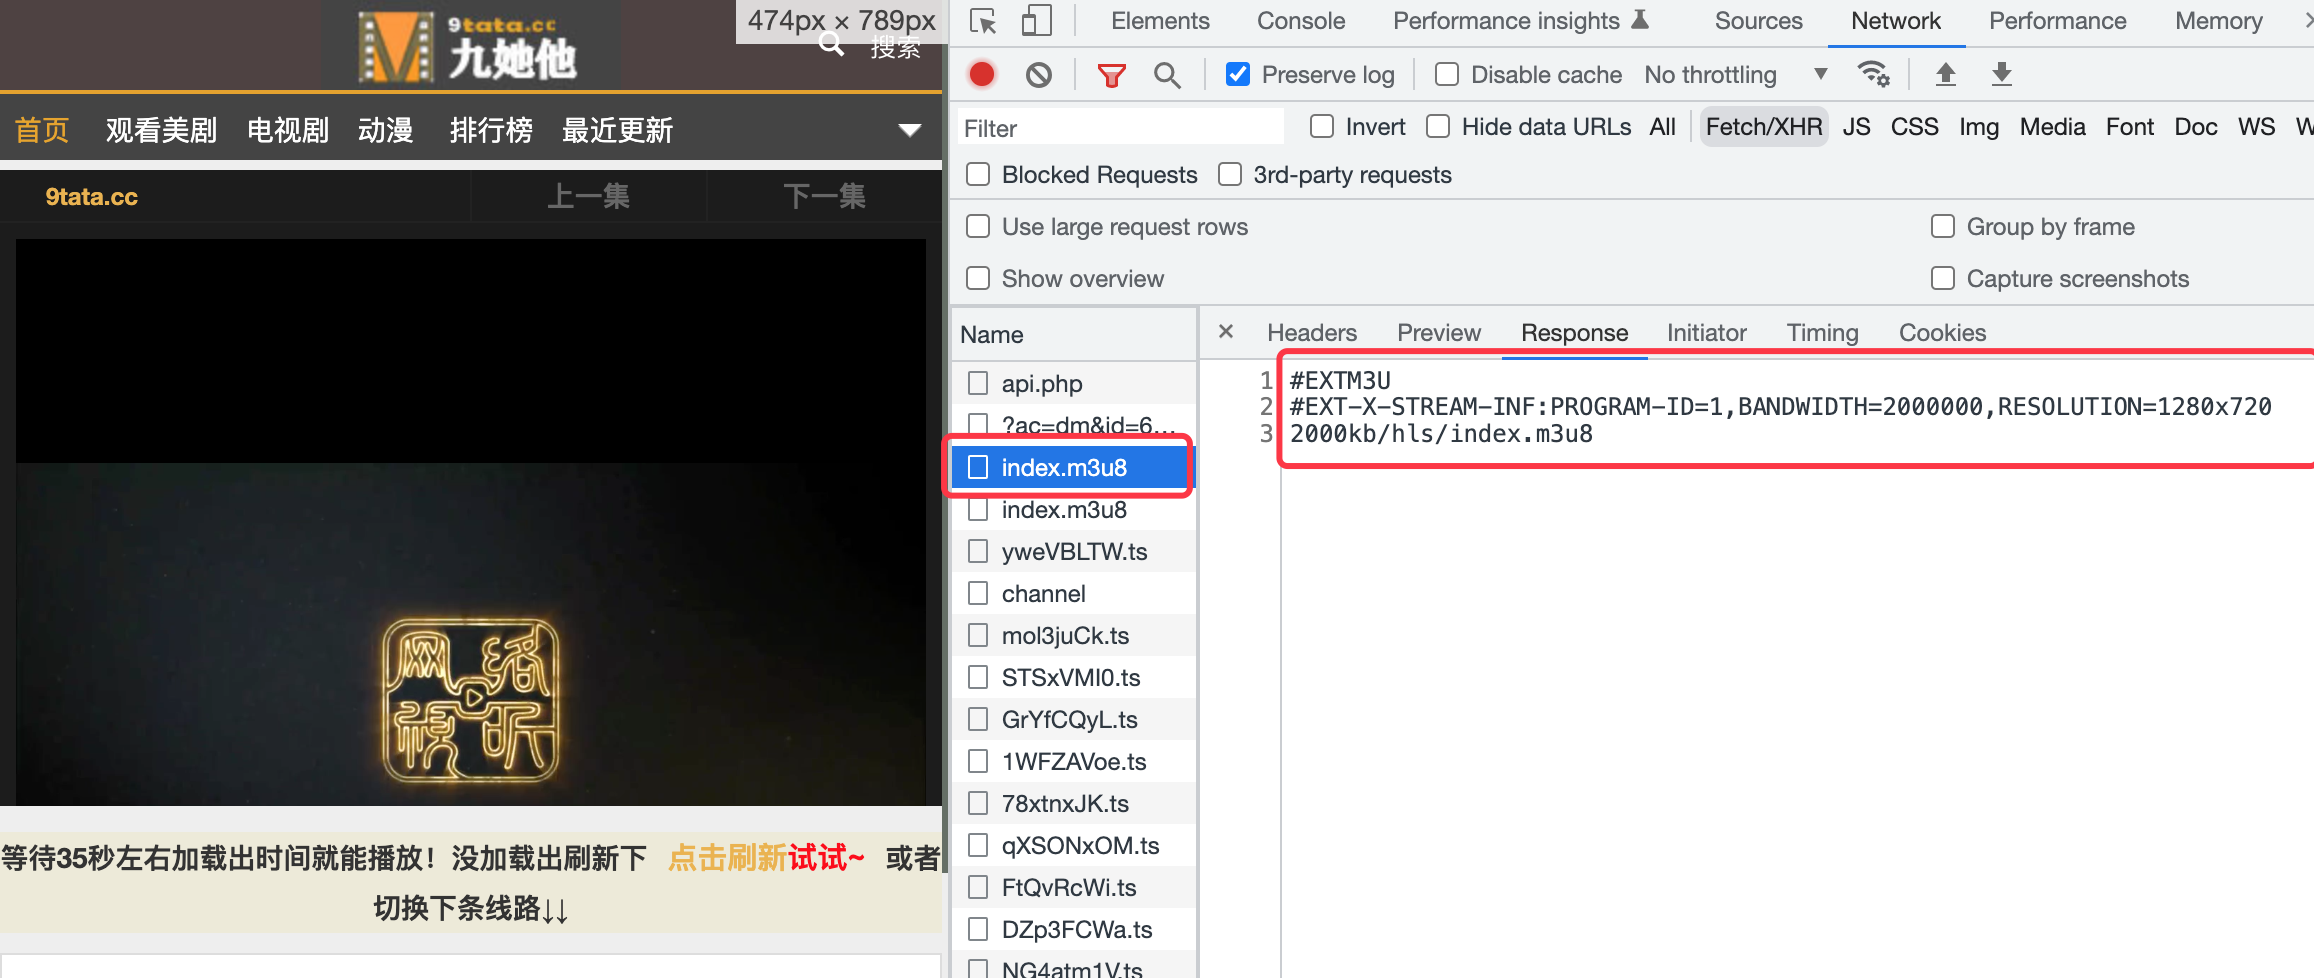 9tata.cc
九她他
474px × 789px
搜索
首页 观看美剧 电视剧 动漫 排行榜 最近更新
9tata.cc 上一集 下一集
网络
视听
等待35秒左右加载出时间就能播放！没加载出刷新下 点击刷新试试~ 或者
切换下条线路↓↓
Elements Console Performance insights Sources Network Performance Memory
Preserve log Disable cache No throttling
Filter Invert Hide data URLs All Fetch/XHR JS CSS Img Media Font Doc WS
Blocked Requests 3rd-party requests
Use large request rows Group by frame
Show overview Capture screenshots
Name
api.php
?ac=dm&id=6...
index.m3u8
index.m3u8
yweVBLTW.ts
channel
mol3juCk.ts
STSxVMI0.ts
GrYfCQyL.ts
1WFZAVoe.ts
78xtnxJK.ts
qXSONxOM.ts
FtQvRcWi.ts
DZp3FCWa.ts
NG4atm1V.ts
× Headers Preview Response Initiator Timing Cookies
1 #EXTM3U
2 #EXT-X-STREAM-INF:PROGRAM-ID=1,BANDWIDTH=2000000,RESOLUTION=1280x720
3 2000kb/hls/index.m3u8